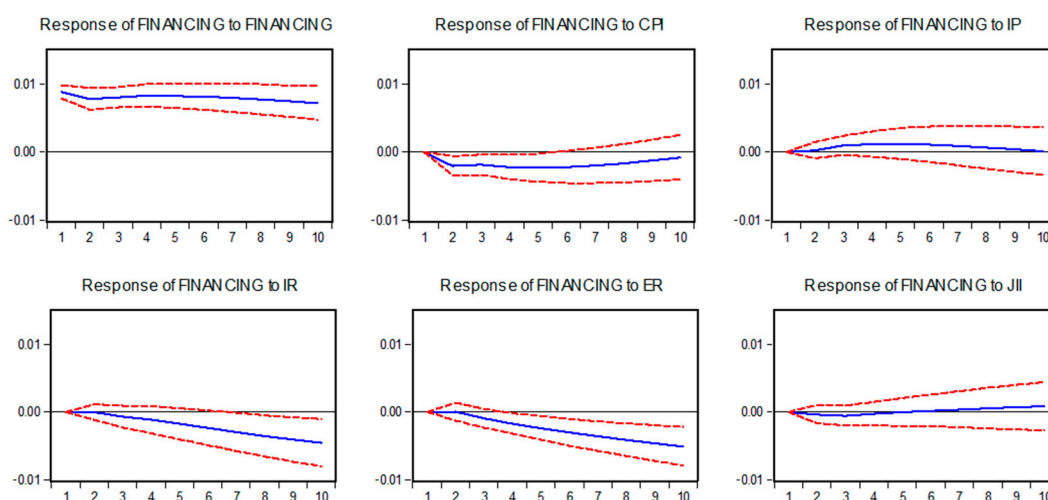 Response of FINANCING to FINANCING
0.01
0.00
-0.01
1 2 3 4 5 6 7 8 9 10
Response of FINANCING to CPI
0.01
0.00
-0.01
1 2 3 4 5 6 7 8 9 10
Response of FINANCING to IP
0.01
0.00
-0.01
1 2 3 4 5 6 7 8 9 10
Response of FINANCING to IR
0.01
0.00
-0.01
1 2 3 4 5 6 7 8 9 10
Response of FINANCING to ER
0.01
0.00
-0.01
1 2 3 4 5 6 7 8 9 10
Response of FINANCING to JII
0.01
0.00
-0.01
1 2 3 4 5 6 7 8 9 10